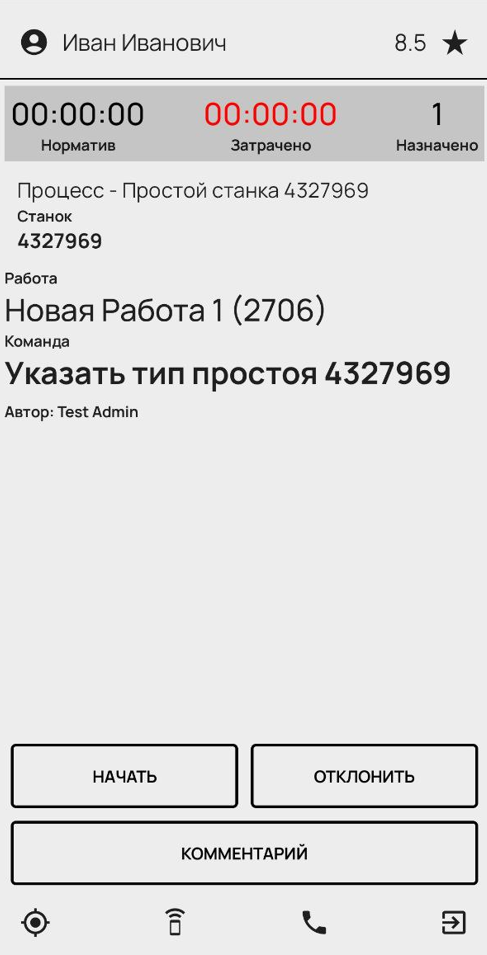 Иван Иванович 8.5
00:00:00 00:00:00 1
Норматив Затрачено Назначено
Процесс - Простой станка 4327969
Станок
4327969
Работа
Новая Работа 1 (2706)
Команда
Указать тип простоя 4327969
Автор: Test Admin
НАЧАТЬ ОТКЛОНИТЬ
КОММЕНТАРИЙ